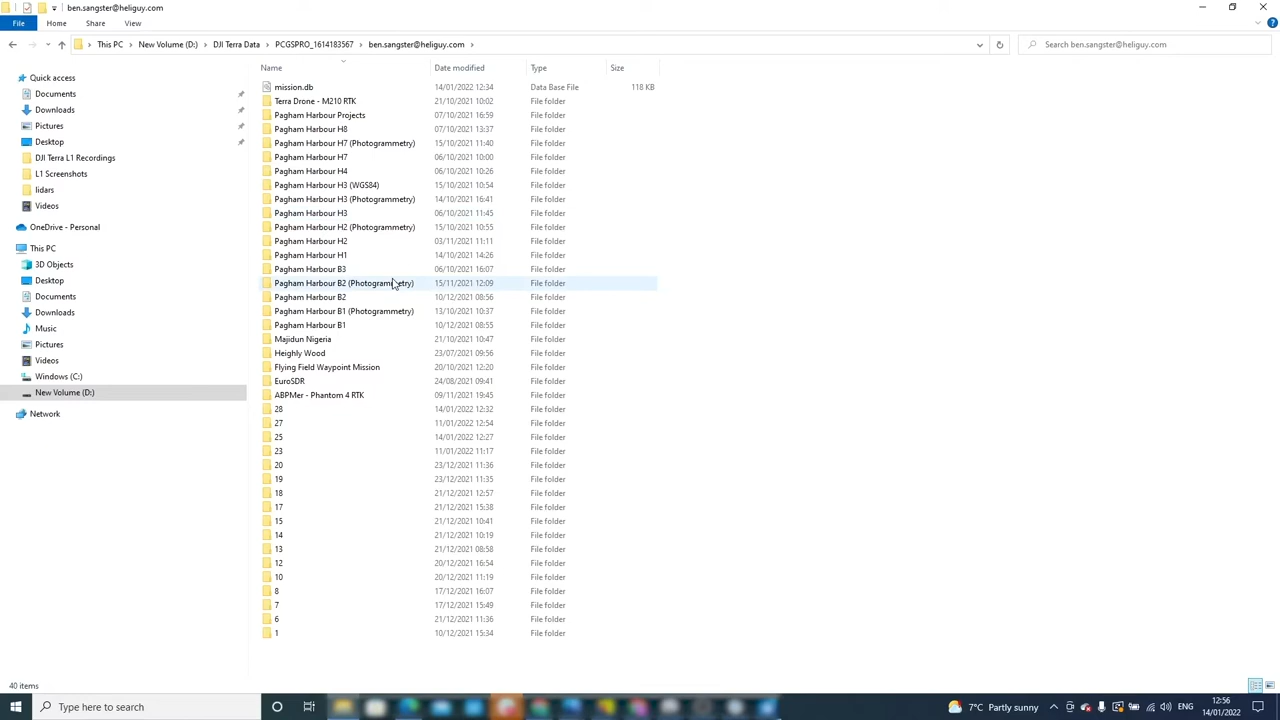 ben.sangster@heliguy.com
File Home Share View
This PC New Volume (D:) DJI Terra Data PCGSPRO_1614183567 ben.sangster@heliguy.com Search ben.sangster@heliguy.com
Name Date modified Type Size
Quick access
Documents
Downloads
Pictures
Desktop
DJI Terra L1 Recordings
L1 Screenshots
lidars
Videos
OneDrive - Personal
This PC
3D Objects
Desktop
Documents
Downloads
Music
Pictures
Videos
Windows (C:)
New Volume (D:)
Network
mission.db 14/01/2022 12:34 Data Base File 118 KB
Terra Drone - M210 RTK 21/10/2021 10:02 File folder
Pagham Harbour Projects 07/10/2021 16:59 File folder
Pagham Harbour H8 07/10/2021 13:37 File folder
Pagham Harbour H7 (Photogrammetry) 15/10/2021 11:40 File folder
Pagham Harbour H7 06/10/2021 10:00 File folder
Pagham Harbour H4 06/10/2021 10:26 File folder
Pagham Harbour H3 (WGS84) 15/10/2021 10:54 File folder
Pagham Harbour H3 (Photogrammetry) 14/10/2021 16:41 File folder
Pagham Harbour H3 06/10/2021 11:45 File folder
Pagham Harbour H2 (Photogrammetry) 15/10/2021 10:55 File folder
Pagham Harbour H2 03/11/2021 11:11 File folder
Pagham Harbour H1 14/10/2021 14:26 File folder
Pagham Harbour B3 06/10/2021 16:07 File folder
Pagham Harbour B2 (Photogrammetry) 15/11/2021 12:09 File folder
Pagham Harbour B2 10/12/2021 08:56 File folder
Pagham Harbour B1 (Photogrammetry) 13/10/2021 10:37 File folder
Pagham Harbour B1 10/12/2021 08:55 File folder
Majidun Nigeria 21/10/2021 10:47 File folder
Heighly Wood 23/07/2021 09:56 File folder
Flying Field Waypoint Mission 20/10/2021 12:20 File folder
EuroSDR 24/08/2021 09:41 File folder
ABPMer - Phantom 4 RTK 09/11/2021 19:45 File folder
28 14/01/2022 12:32 File folder
27 11/01/2022 12:54 File folder
25 14/01/2022 12:27 File folder
23 11/01/2022 11:17 File folder
20 23/12/2021 11:36 File folder
19 23/12/2021 11:35 File folder
18 21/12/2021 12:57 File folder
17 21/12/2021 15:38 File folder
15 21/12/2021 10:41 File folder
14 21/12/2021 10:19 File folder
13 21/12/2021 08:58 File folder
12 20/12/2021 16:54 File folder
10 20/12/2021 11:19 File folder
8 17/12/2021 16:07 File folder
7 17/12/2021 15:49 File folder
6 21/12/2021 11:36 File folder
1 10/12/2021 15:34 File folder
40 items
Type here to search 7°C Partly sunny ENG 12:56
14/01/2022